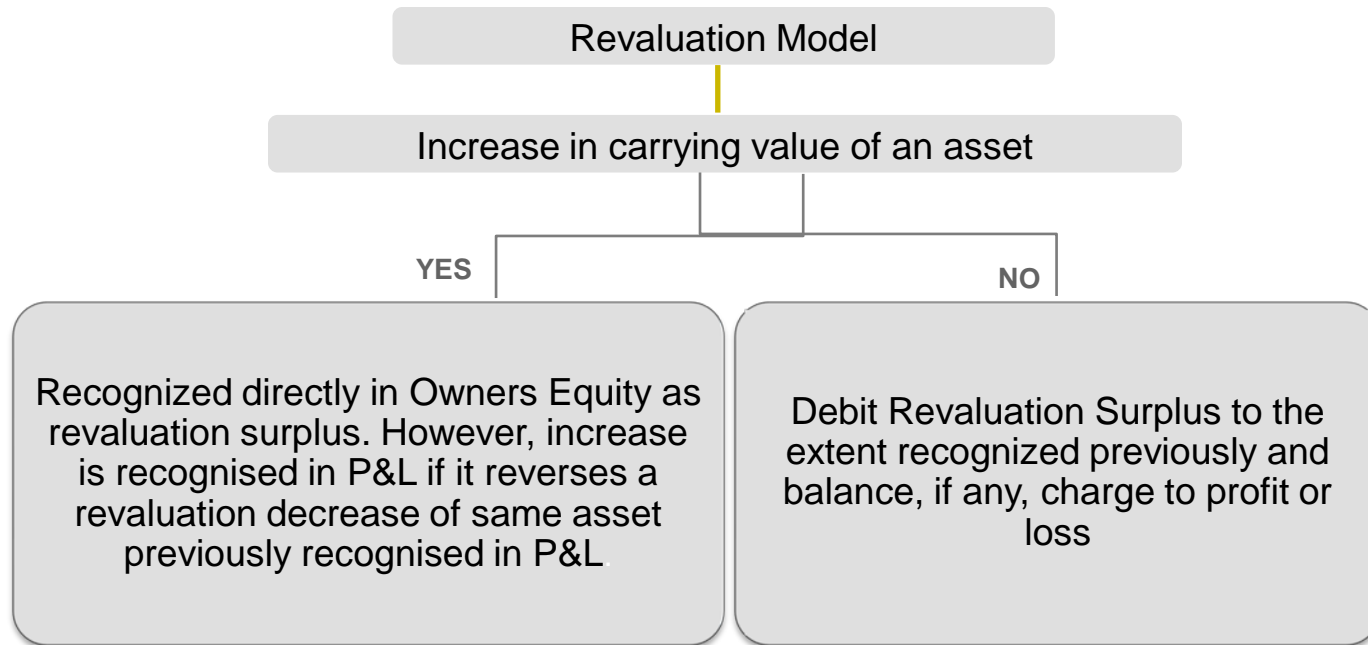 Revaluation Model
Increase in carrying value of an asset
YES
NO
Recognized directly in Owners Equity as
revaluation surplus. However, increase
is recognised in P&L if it reverses a
revaluation decrease of same asset
previously recognised in P&L.
Debit Revaluation Surplus to the
extent recognized previously and
balance, if any, charge to profit or
loss